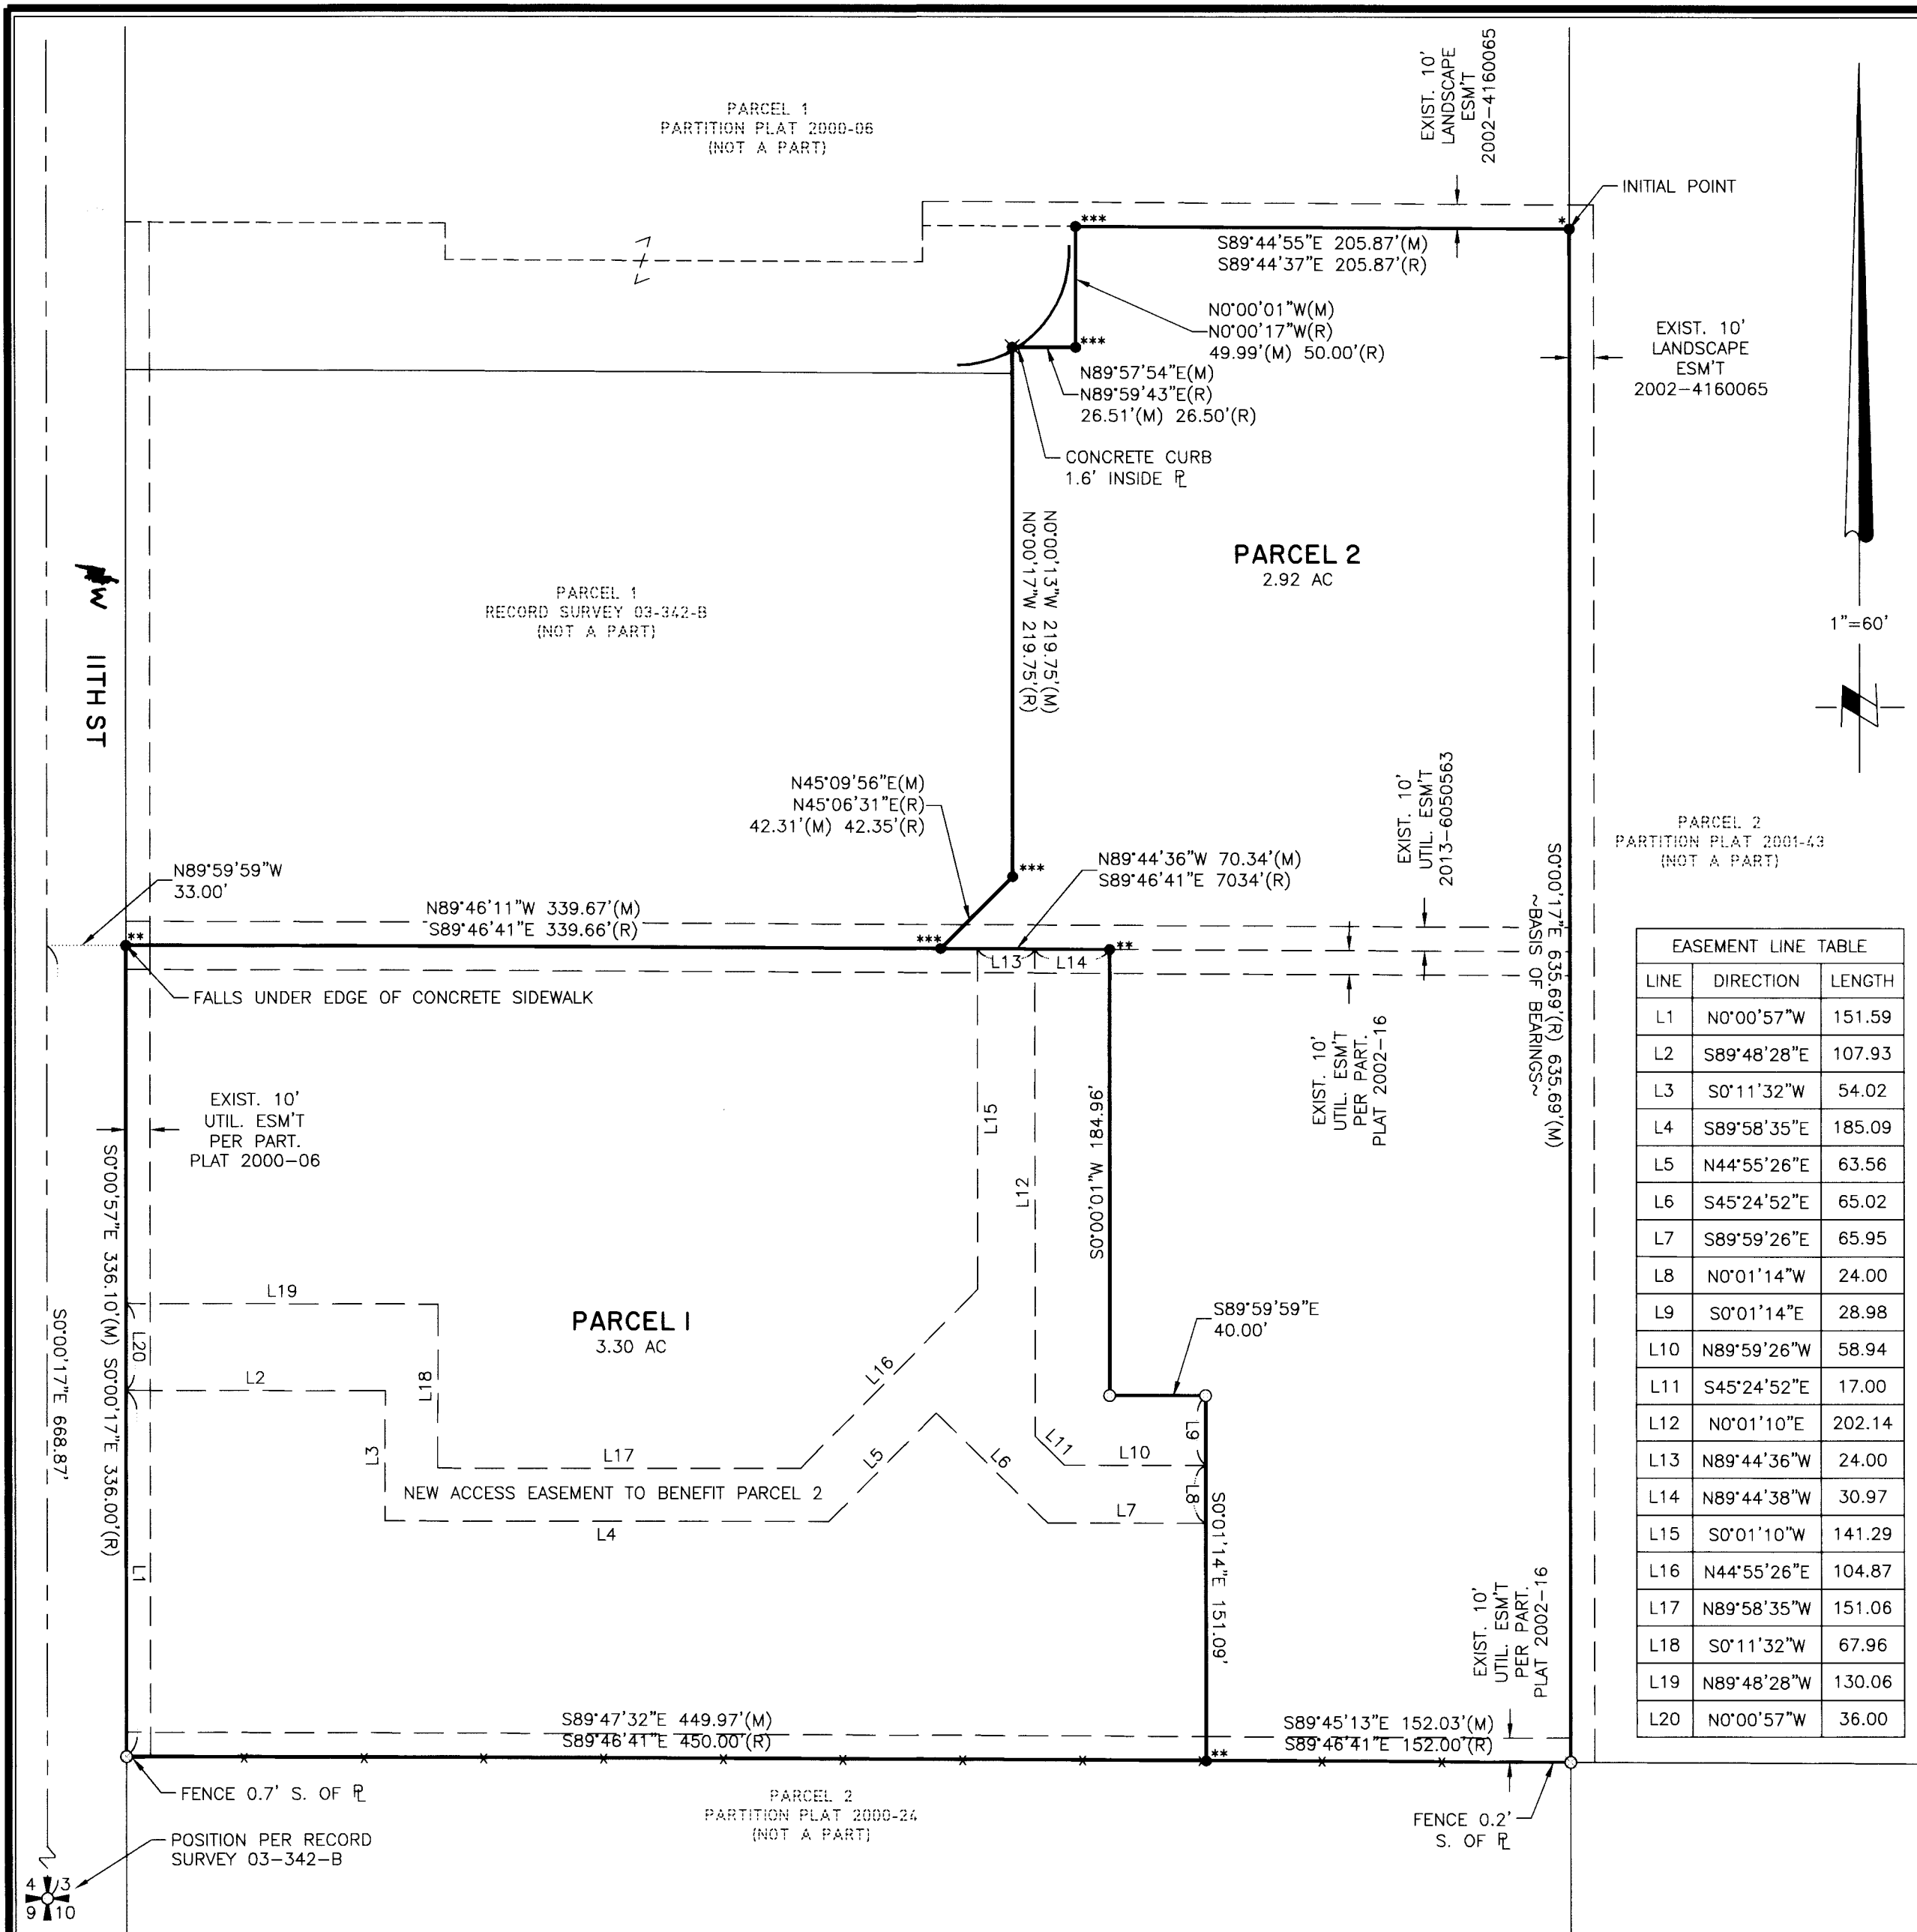 PARCEL 1
PARTITION PLAT 2000-06
(NOT A PART)
EXIST. 10'
LANDSCAPE
ESM'T
2002-4160065
INITIAL POINT
***
*
S89°44'55"E 205.87'(M)
S89°44'37"E 205.87'(R)
N0°00'01"W(M)
N0°00'17"W(R)
49.99'(M) 50.00'(R)
***
N89°57'54"E(M)
N89°59'43"E(R)
26.51'(M) 26.50'(R)
EXIST. 10'
LANDSCAPE
ESM'T
2002-4160065
CONCRETE CURB
1.6' INSIDE PL
N0°00'13"W 219.75'(M)
N0°00'17"W 219.75'(R)
PARCEL 2
2.92 AC
PARCEL 1
RECORD SURVEY 03-342-B
(NOT A PART)
W 11TH ST
1"=60'
N45°09'56"E(M)
N45°06'31"E(R)
42.31'(M) 42.35'(R)
***
EXIST. 10'
UTIL. ESM'T
2013-6050563
PARCEL 2
PARTITION PLAT 2001-43
(NOT A PART)
N89°44'36"W 70.34'(M)
S89°46'41"E 7034'(R)
N89°59'59"W
33.00'
N89°46'11"W 339.67'(M)
S89°46'41"E 339.66'(R)
**
***
**
L13
L14
FALLS UNDER EDGE OF CONCRETE SIDEWALK
S0°00'17"E 635.69'(R) 635.69'(M)
~BASIS OF BEARINGS~
EXIST. 10'
UTIL. ESM'T
PER PART.
PLAT 2002-16
EXIST. 10'
UTIL. ESM'T
PER PART.
PLAT 2000-06
L15
L12
S0°00'01"W 184.96'
S0°00'57"E 336.10'(M) S0°00'17"E 336.00'(R)
S0°00'17"E 668.87'
L19
L20
L2
L18
L3
PARCEL 1
3.30 AC
L16
S89°59'59"E
40.00'
L9
L11
L10
L5
L6
L17
NEW ACCESS EASEMENT TO BENEFIT PARCEL 2
L8
L7
L4
L1
S0°01'14"E 151.09'
EXIST. 10'
UTIL. ESM'T
PER PART.
PLAT 2002-16
S89°47'32"E 449.97'(M)
S89°46'41"E 450.00'(R)
S89°45'13"E 152.03'(M)
S89°46'41"E 152.00'(R)
**
FENCE 0.7' S. OF PL
PARCEL 2
PARTITION PLAT 2000-24
(NOT A PART)
FENCE 0.2'
S. OF PL
POSITION PER RECORD
SURVEY 03-342-B
4 3
9 10
EASEMENT LINE TABLE
LINE DIRECTION LENGTH
L1 N0°00'57"W 151.59
L2 S89°48'28"E 107.93
L3 S0°11'32"W 54.02
L4 S89°58'35"E 185.09
L5 N44°55'26"E 63.56
L6 S45°24'52"E 65.02
L7 S89°59'26"E 65.95
L8 N0°01'14"W 24.00
L9 S0°01'14"E 28.98
L10 N89°59'26"W 58.94
L11 S45°24'52"E 17.00
L12 N0°01'10"E 202.14
L13 N89°44'36"W 24.00
L14 N89°44'38"W 30.97
L15 S0°01'10"W 141.29
L16 N44°55'26"E 104.87
L17 N89°58'35"W 151.06
L18 S0°11'32"W 67.96
L19 N89°48'28"W 130.06
L20 N0°00'57"W 36.00